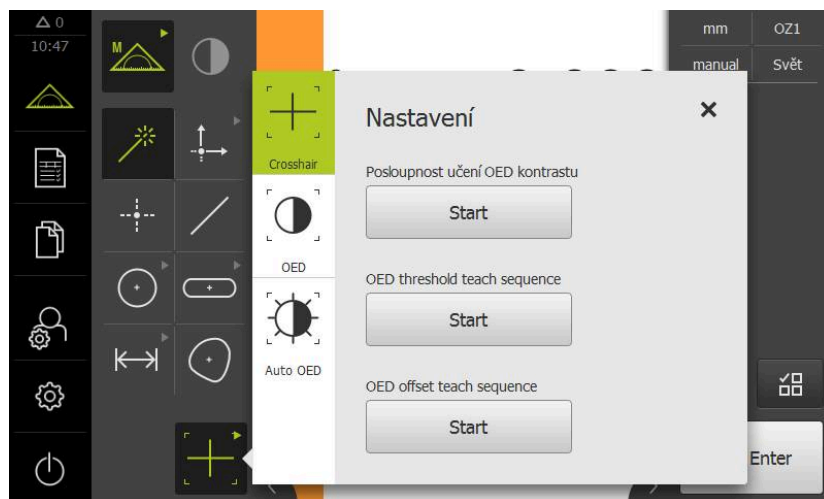 0
10:47
M
mm OZ1
manual Svět
Nastavení
Crosshair
Posloupnost učení OED kontrastu
Start
OED
OED threshold teach sequence
Start
Auto OED
OED offset teach sequence
Start
Enter